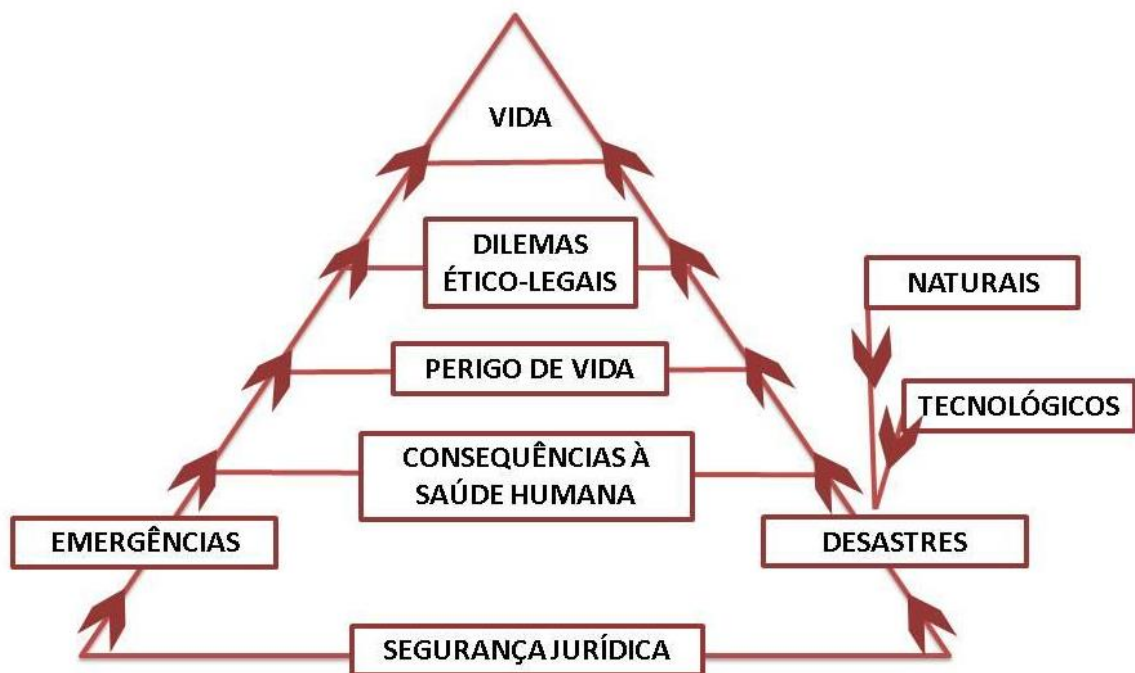 VIDA
DILEMAS
ÉTICO-LEGAIS
NATURAIS
PERIGO DE VIDA
TECNOLÓGICOS
CONSEQUÊNCIAS À
SAÚDE HUMANA
EMERGÊNCIAS
DESASTRES
SEGURANÇA JURÍDICA